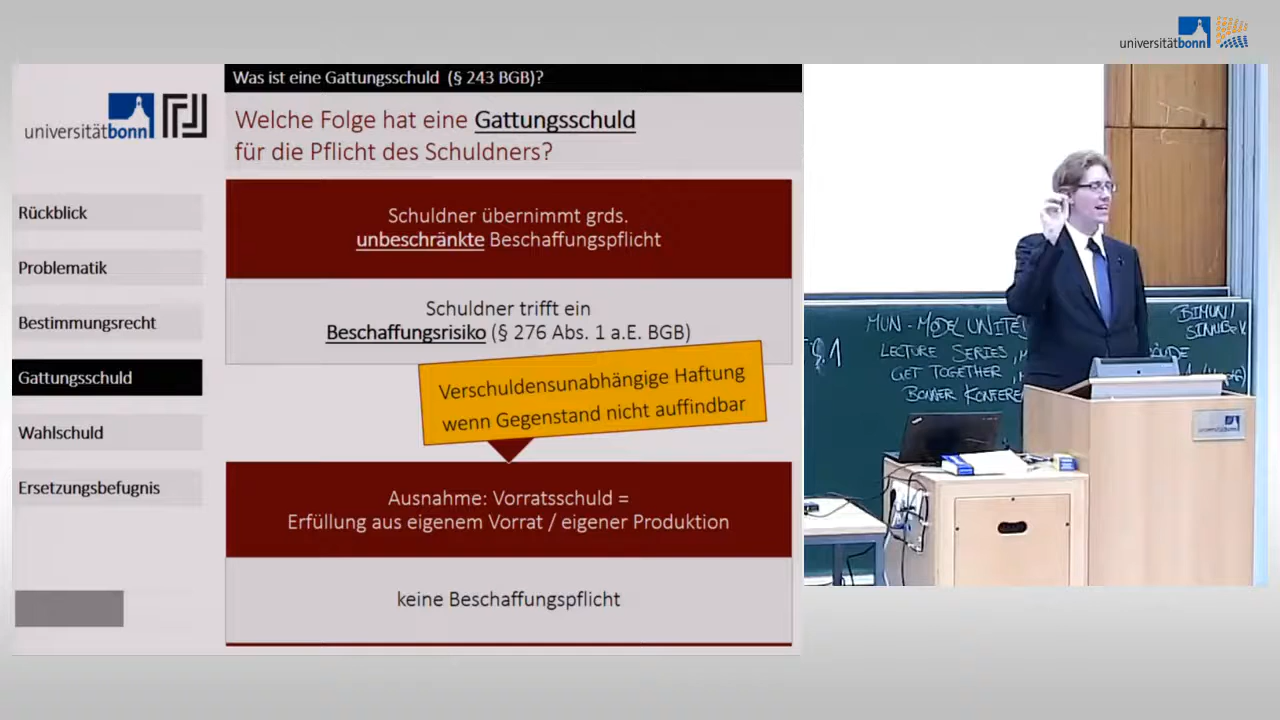 universitätbonn
Was ist eine Gattungsschuld (§ 243 BGB)?
universitätbonn
Welche Folge hat eine Gattungsschuld
für die Pflicht des Schuldners?
Rückblick
Problematik
Bestimmungsrecht
Gattungsschuld
Wahlschuld
Ersetzungsbefugnis
Schuldner übernimmt grds.
unbeschränkte Beschaffungspflicht
Schuldner trifft ein
Beschaffungsrisiko (§ 276 Abs. 1 a.E. BGB)
Verschuldensunabhängige Haftung
wenn Gegenstand nicht auffindbar
Ausnahme: Vorratsschuld =
Erfüllung aus eigenem Vorrat / eigener Produktion
keine Beschaffungspflicht
MUN - MODEL UNITE
LECTURE SERIES,
GET TOGETHER,
BONNER KONFERE
BIMUN/
SINUB e.V.
universitätbonn